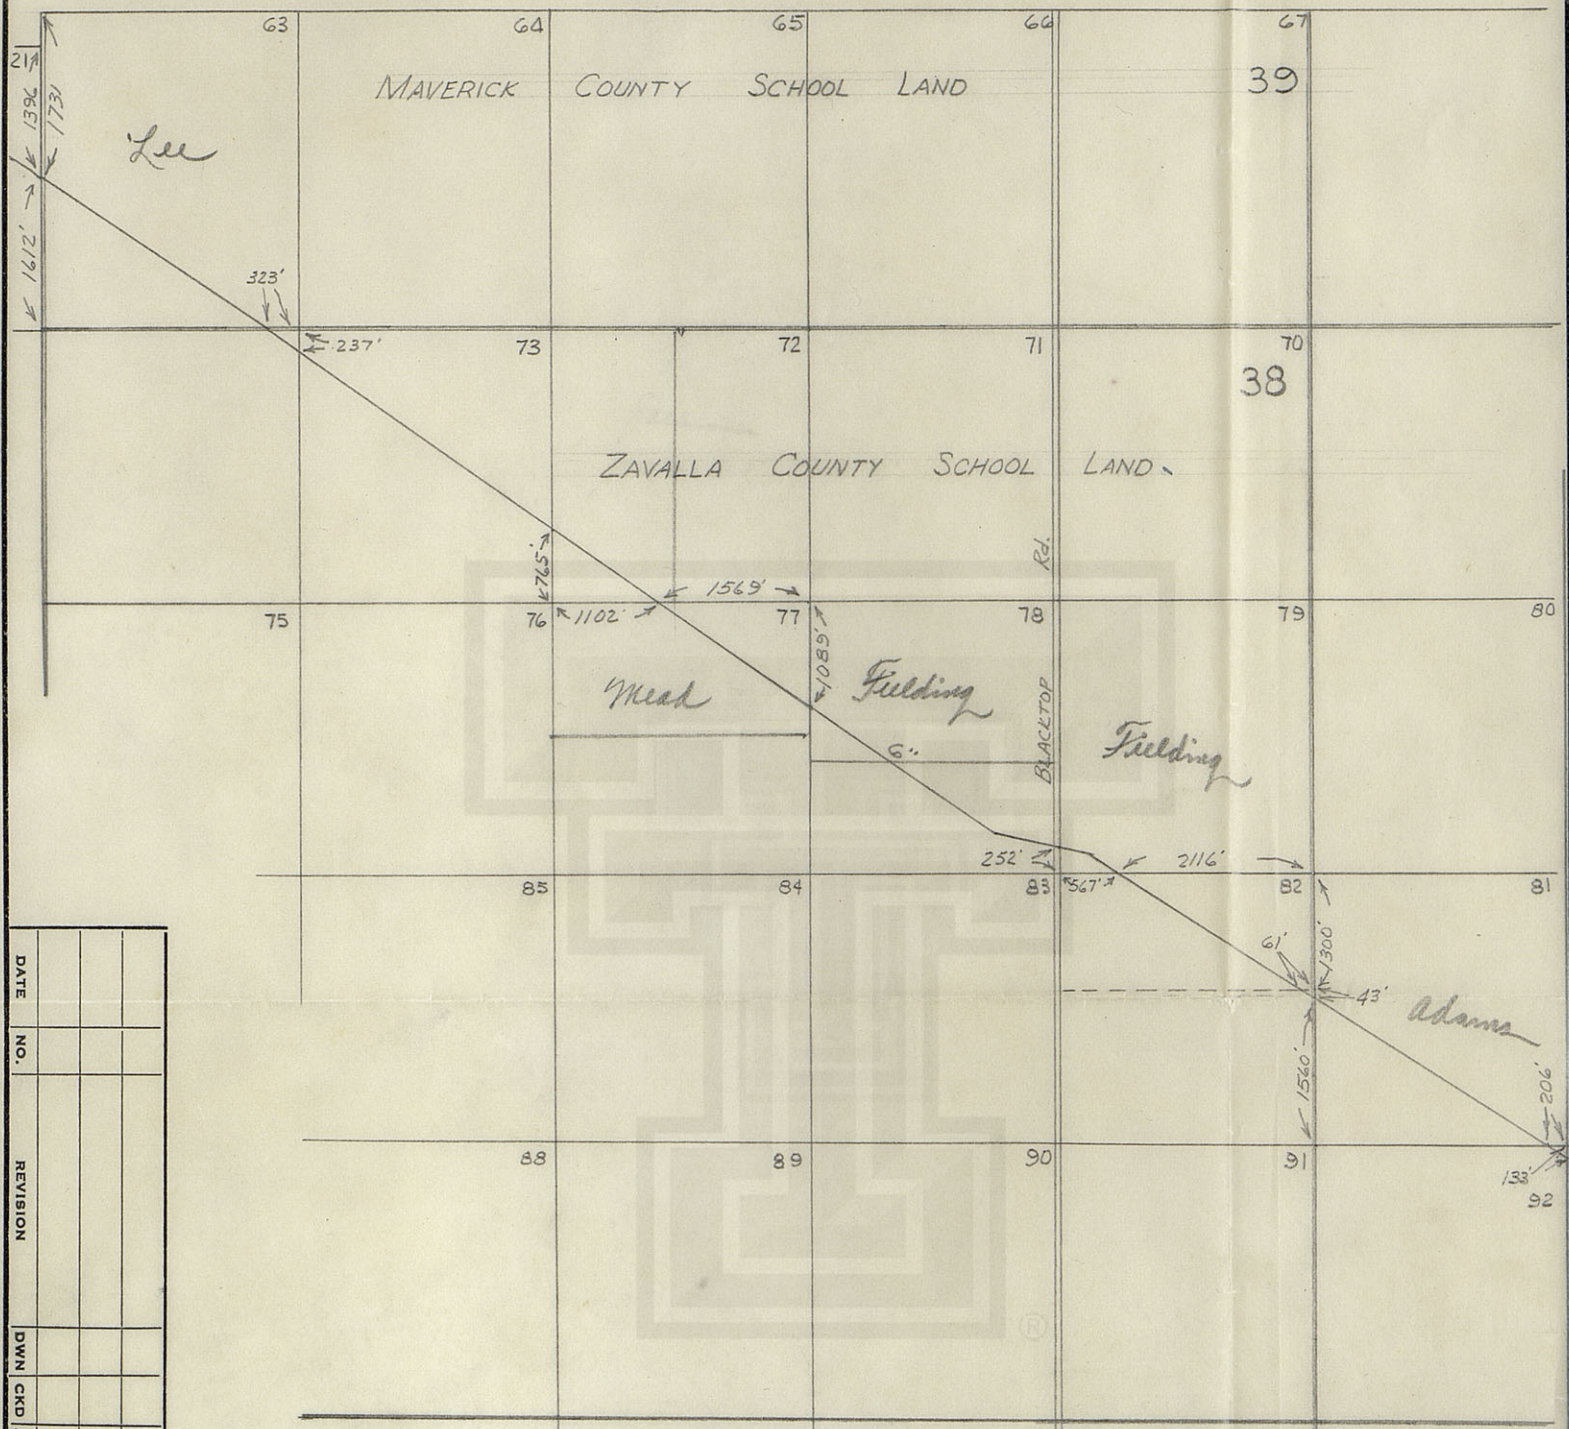 63 64 65 66 67
21
MAVERICK COUNTY SCHOOL LAND 39
1396
1731
Lee
1612'
323'
237' 73 72 71 70
38
ZAVALLA COUNTY SCHOOL LAND
Rd.
765'
1569'
75 76 1102' 77 78 79 80
1089'
Mead Fielding
BLACKTOP
Fielding
6"
252' 2116'
85 84 83 567' 82 81
1300'
61'
43'
Adams
1560'
206'
88 89 90 91
133'
92
DATE NO. REVISION DWN CKD
®